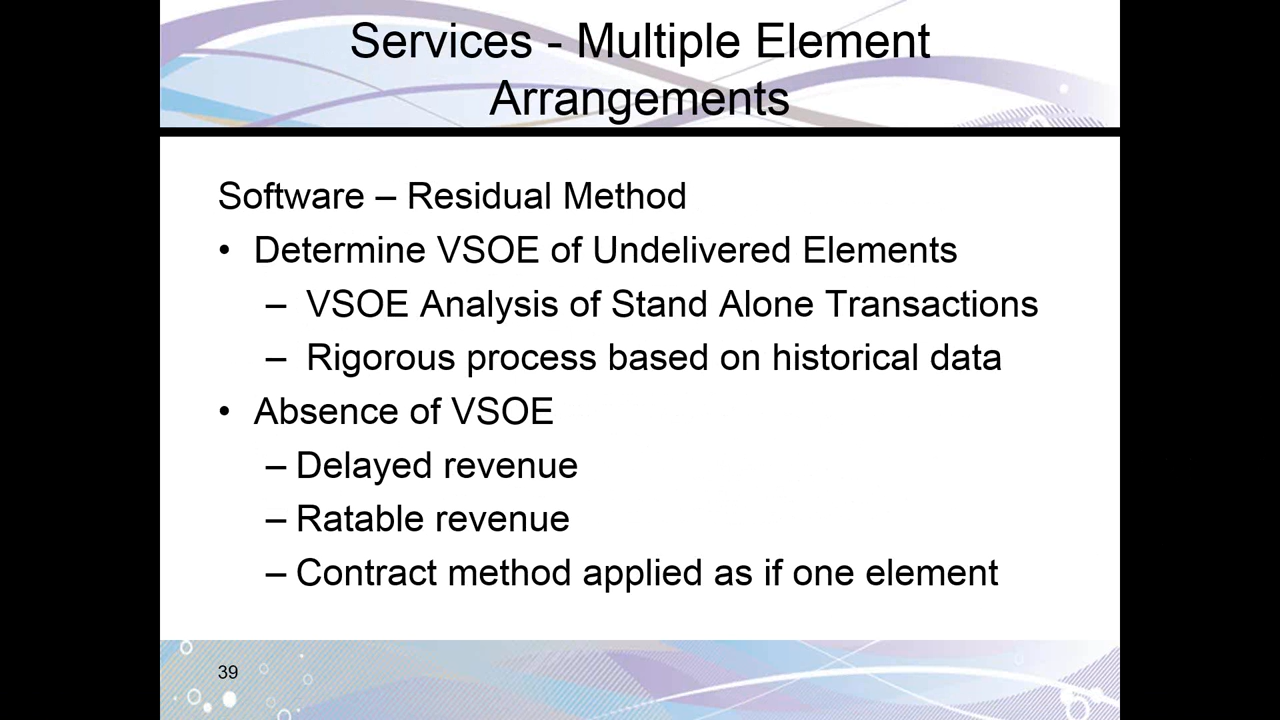 Services - Multiple Element
Arrangements
Software – Residual Method
• Determine VSOE of Undelivered Elements
– VSOE Analysis of Stand Alone Transactions
– Rigorous process based on historical data
• Absence of VSOE
– Delayed revenue
– Ratable revenue
– Contract method applied as if one element
39